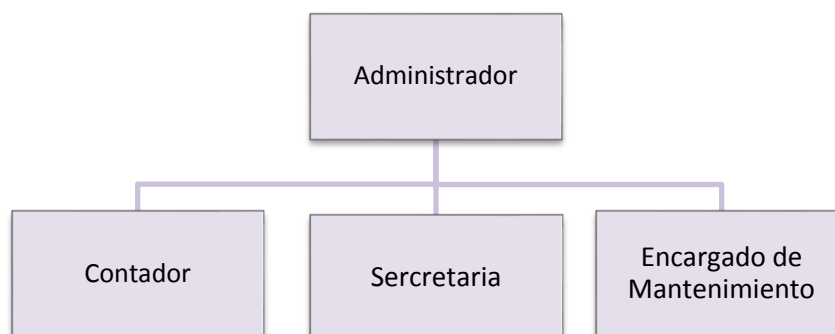 Administrador
Contador
Sercretaria
Encargado de
Mantenimiento